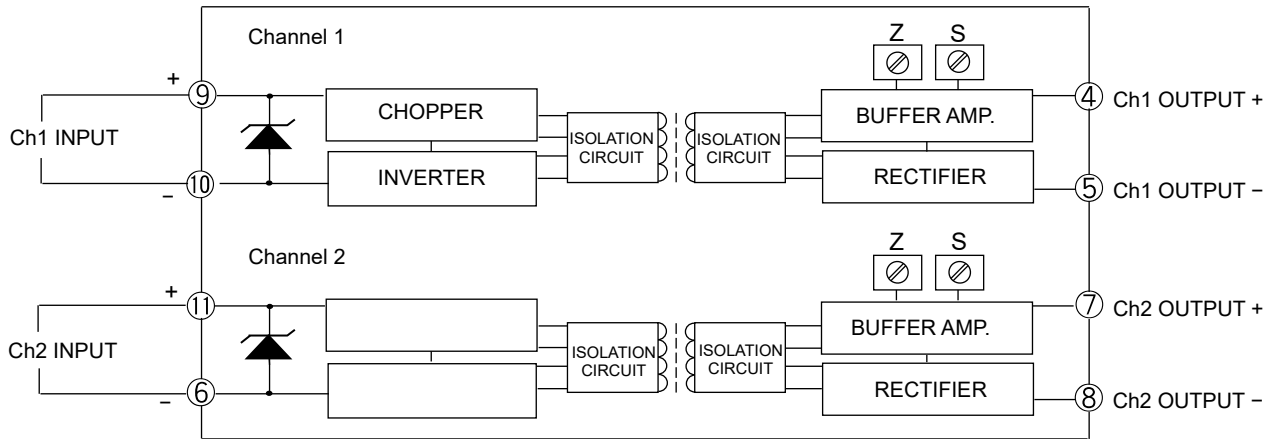 Channel 1
Z S
+
⑨ CHOPPER BUFFER AMP. ④ Ch1 OUTPUT +
Ch1 INPUT
ISOLATION
CIRCUIT
ISOLATION
CIRCUIT
⑩ INVERTER RECTIFIER ⑤ Ch1 OUTPUT −
−
Channel 2
Z S
+
⑪ BUFFER AMP. ⑦ Ch2 OUTPUT +
Ch2 INPUT
ISOLATION
CIRCUIT
ISOLATION
CIRCUIT
⑥ RECTIFIER ⑧ Ch2 OUTPUT −
−